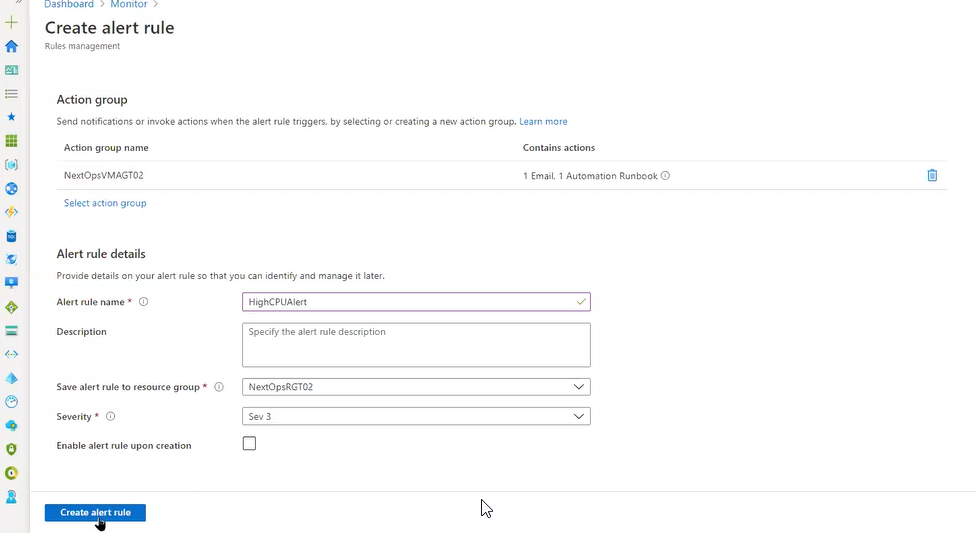 Dashboard > Monitor >
Create alert rule
Rules management
Action group
Send notifications or invoke actions when the alert rule triggers, by selecting or creating a new action group. Learn more
Action group name Contains actions
NextOpsVMAGT02 1 Email, 1 Automation Runbook
Select action group
Alert rule details
Provide details on your alert rule so that you can identify and manage it later.
Alert rule name * HighCPUAlert
Description Specify the alert rule description
Save alert rule to resource group * NextOpsRGT02
Severity * Sev 3
Enable alert rule upon creation
Create alert rule